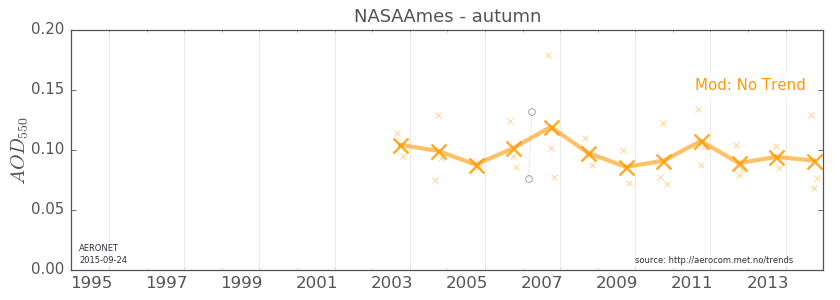 NASAAmes - autumn
0.20
0.15
0.10
0.05
0.00
AOD550
Mod: No Trend
AERONET
2015-09-24
source: http://aerocom.met.no/trends
1995 1997 1999 2001 2003 2005 2007 2009 2011 2013